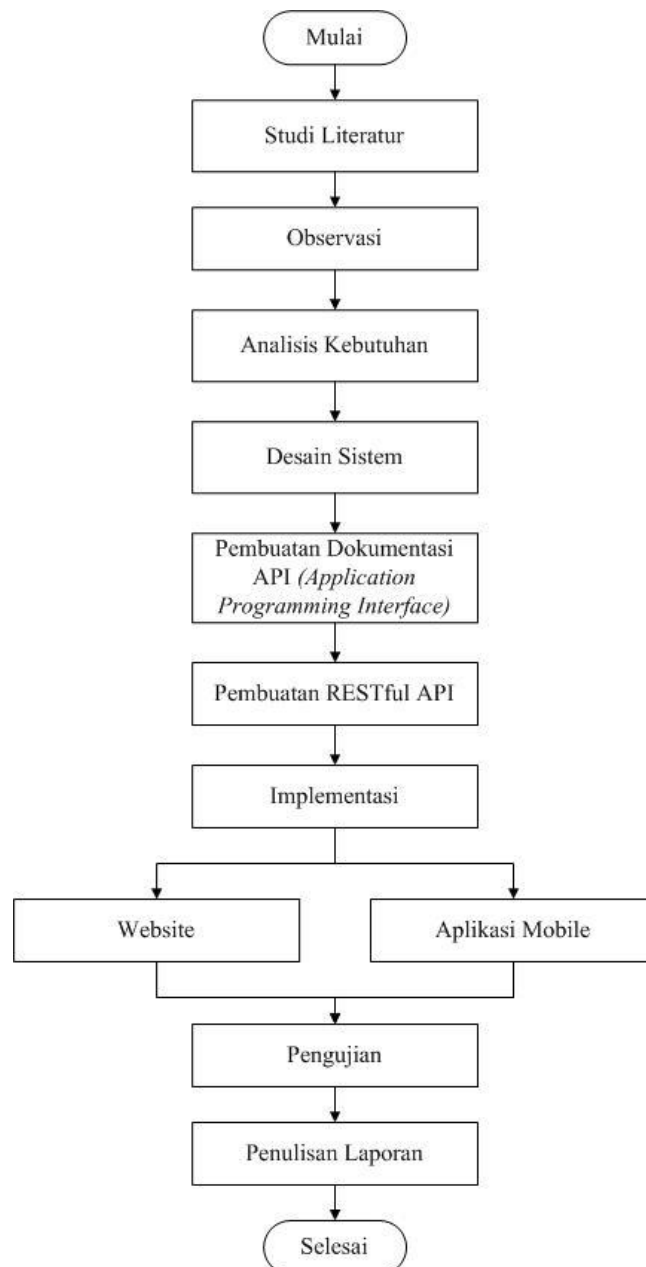 Mulai
Studi Literatur
Observasi
Analisis Kebutuhan
Desain Sistem
Pembuatan Dokumentasi
API (Application
Programming Interface)
Pembuatan RESTful API
Implementasi
Website
Aplikasi Mobile
Pengujian
Penulisan Laporan
Selesai